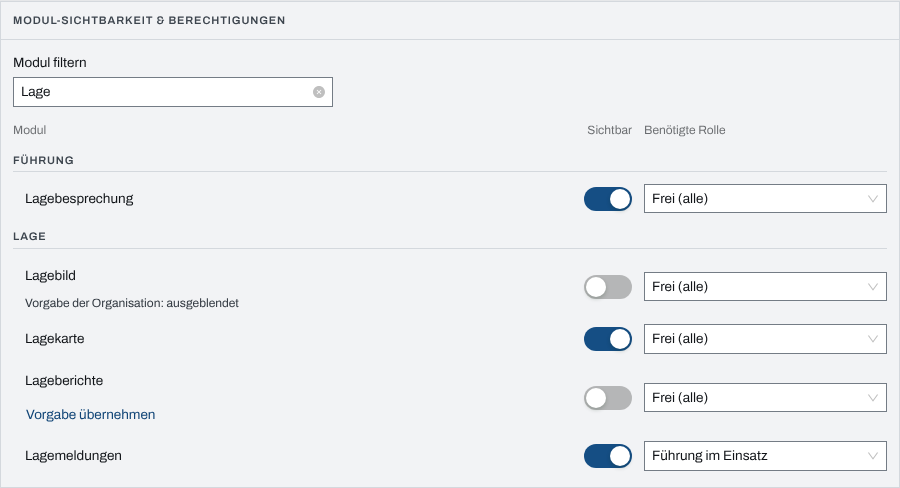 MODUL-SICHTBARKEIT & BERECHTIGUNGEN
Modul filtern
Lage
Modul Sichtbar Benötigte Rolle
FÜHRUNG
Lagebesprechung Frei (alle)
LAGE
Lagebild Frei (alle)
Vorgabe der Organisation: ausgeblendet
Lagekarte Frei (alle)
Lageberichte Frei (alle)
Vorgabe übernehmen
Lagemeldungen Führung im Einsatz